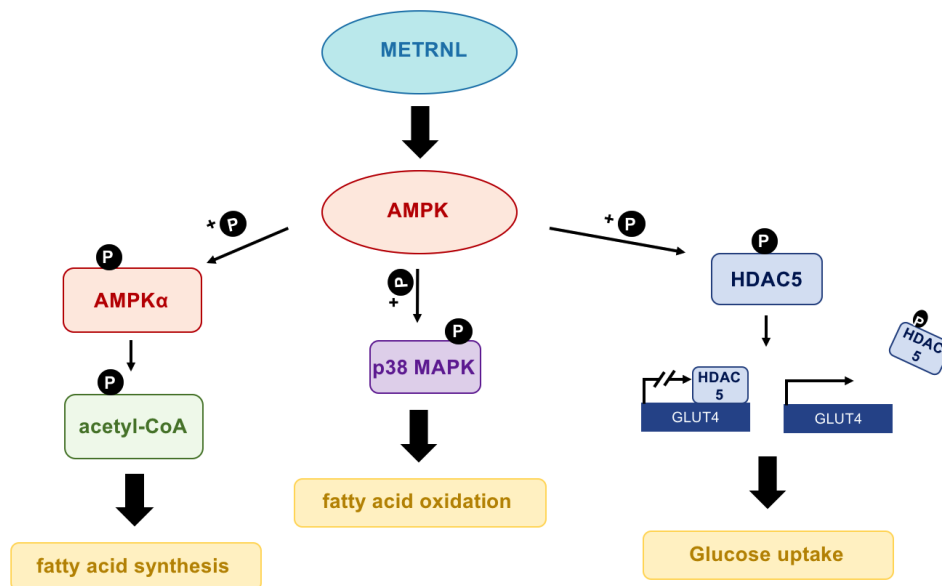 METRNL
AMPK
+ P
+ P
+ P
P
AMPKα
P
p38 MAPK
P
HDAC5
P
acetyl-CoA
HDAC
5
GLUT4
GLUT4
P
HDAC
5
fatty acid synthesis
fatty acid oxidation
Glucose uptake